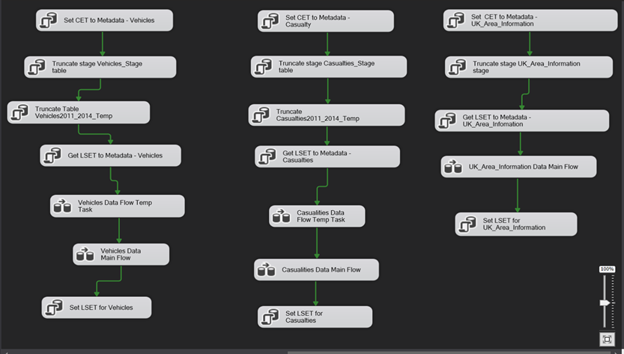 Set CET to Metadata - Vehicles
Truncate stage Vehicles_Stage
table
Truncate Table
Vehicles2011_2014_Temp
Get LSET to Metadata - Vehicles
Vehicles Data Flow Temp
Task
Vehicles Data
Main Flow
Set LSET for Vehicles
Set CET to Metadata -
Casualty
Truncate stage Casualties_Stage
table
Truncate
Casualties2011_2014_Temp
Get LSET to Metadata -
Casualties
Casualities Data
Flow Temp Task
Casualities Data Main Flow
Set LSET for
Casualties
Set CET to Metadata -
UK_Area_Information
Truncate stage UK_Area_Information
stage
Get LSET to Metadata -
UK_Area_Infomation
UK_Area_Information Data Main Flow
Set LSET for
UK_Area_Information
100%